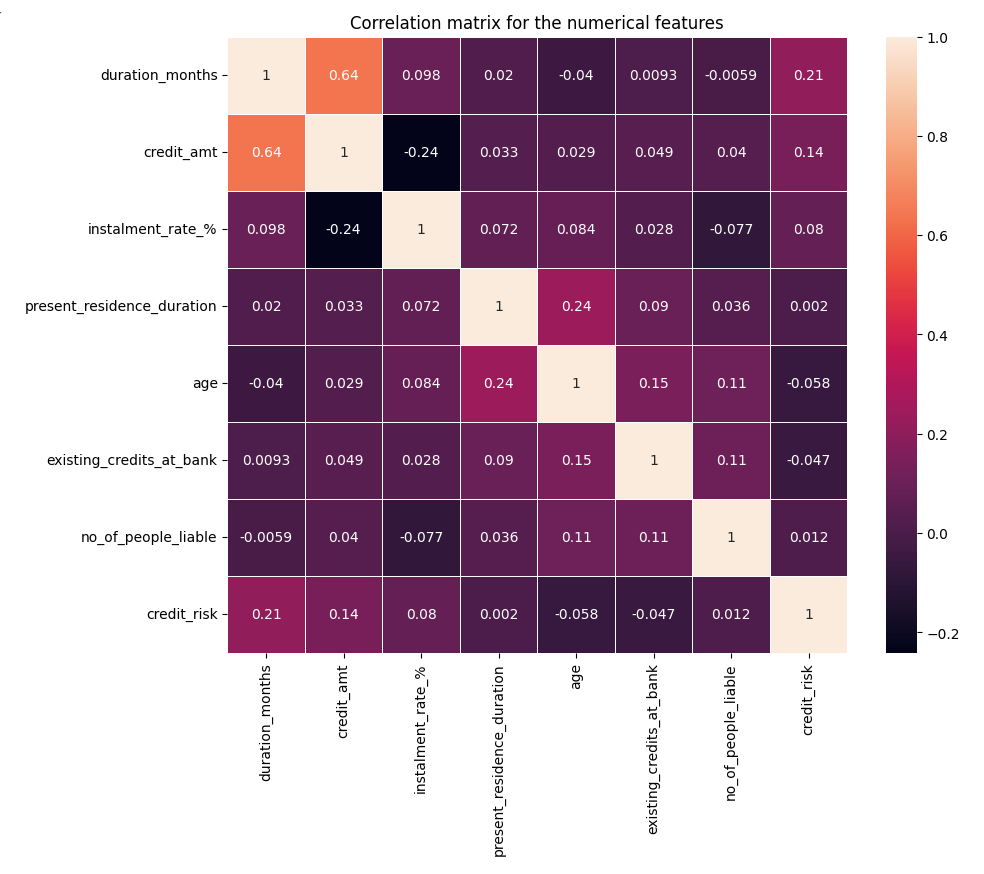 Correlation matrix for the numerical features
duration_months 1 0.64 0.098 0.02 -0.04 0.0093 -0.0059 0.21
credit_amt 0.64 1 -0.24 0.033 0.029 0.049 0.04 0.14
instalment_rate_% 0.098 -0.24 1 0.072 0.084 0.028 -0.077 0.08
present_residence_duration 0.02 0.033 0.072 1 0.24 0.09 0.036 0.002
age -0.04 0.029 0.084 0.24 1 0.15 0.11 -0.058
existing_credits_at_bank 0.0093 0.049 0.028 0.09 0.15 1 0.11 -0.047
no_of_people_liable -0.0059 0.04 -0.077 0.036 0.11 0.11 1 0.012
credit_risk 0.21 0.14 0.08 0.002 -0.058 -0.047 0.012 1
duration_months
credit_amt
instalment_rate_%
present_residence_duration
age
existing_credits_at_bank
no_of_people_liable
credit_risk
1.0
0.8
0.6
0.4
0.2
0.0
−0.2